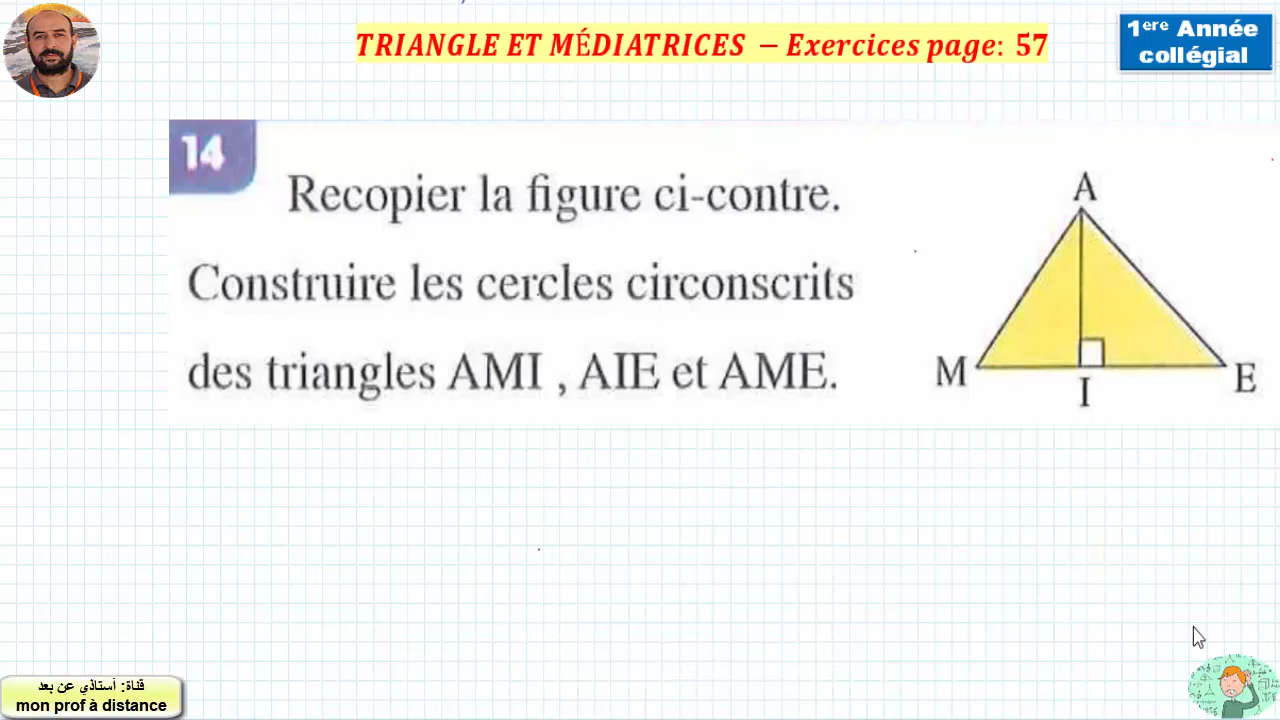 TRIANGLE ET MÉDIATRICES – Exercices page: 57
1ere Année
collégial
14
Recopier la figure ci-contre.
Construire les cercles circonscrits
des triangles AMI , AIE et AME.
A
M
I
E
قناة: أستاذي عن بعد
mon prof à distance